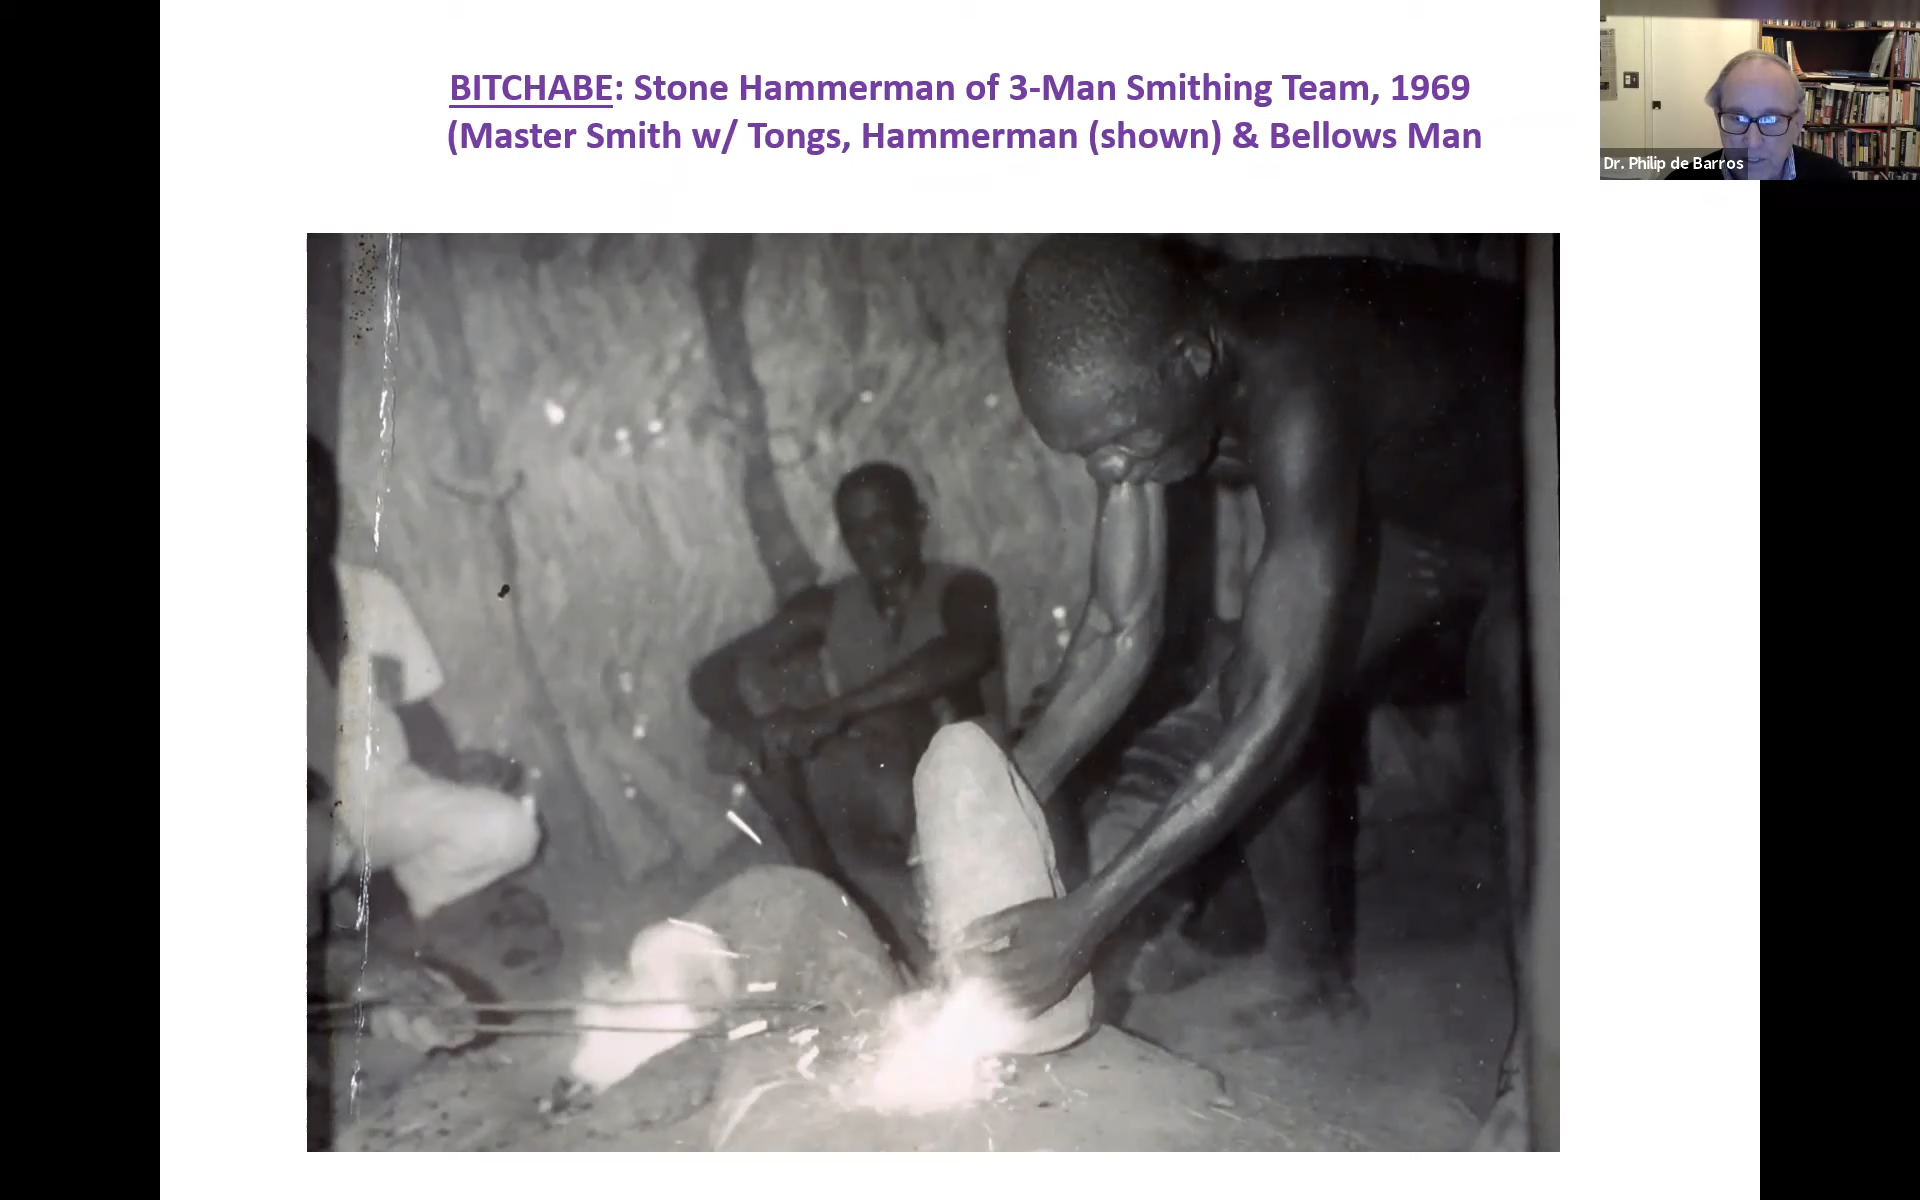 BITCHABE: Stone Hammerman of 3-Man Smithing Team, 1969
(Master Smith w/ Tongs, Hammerman (shown) & Bellows Man
Dr. Philip de Barros